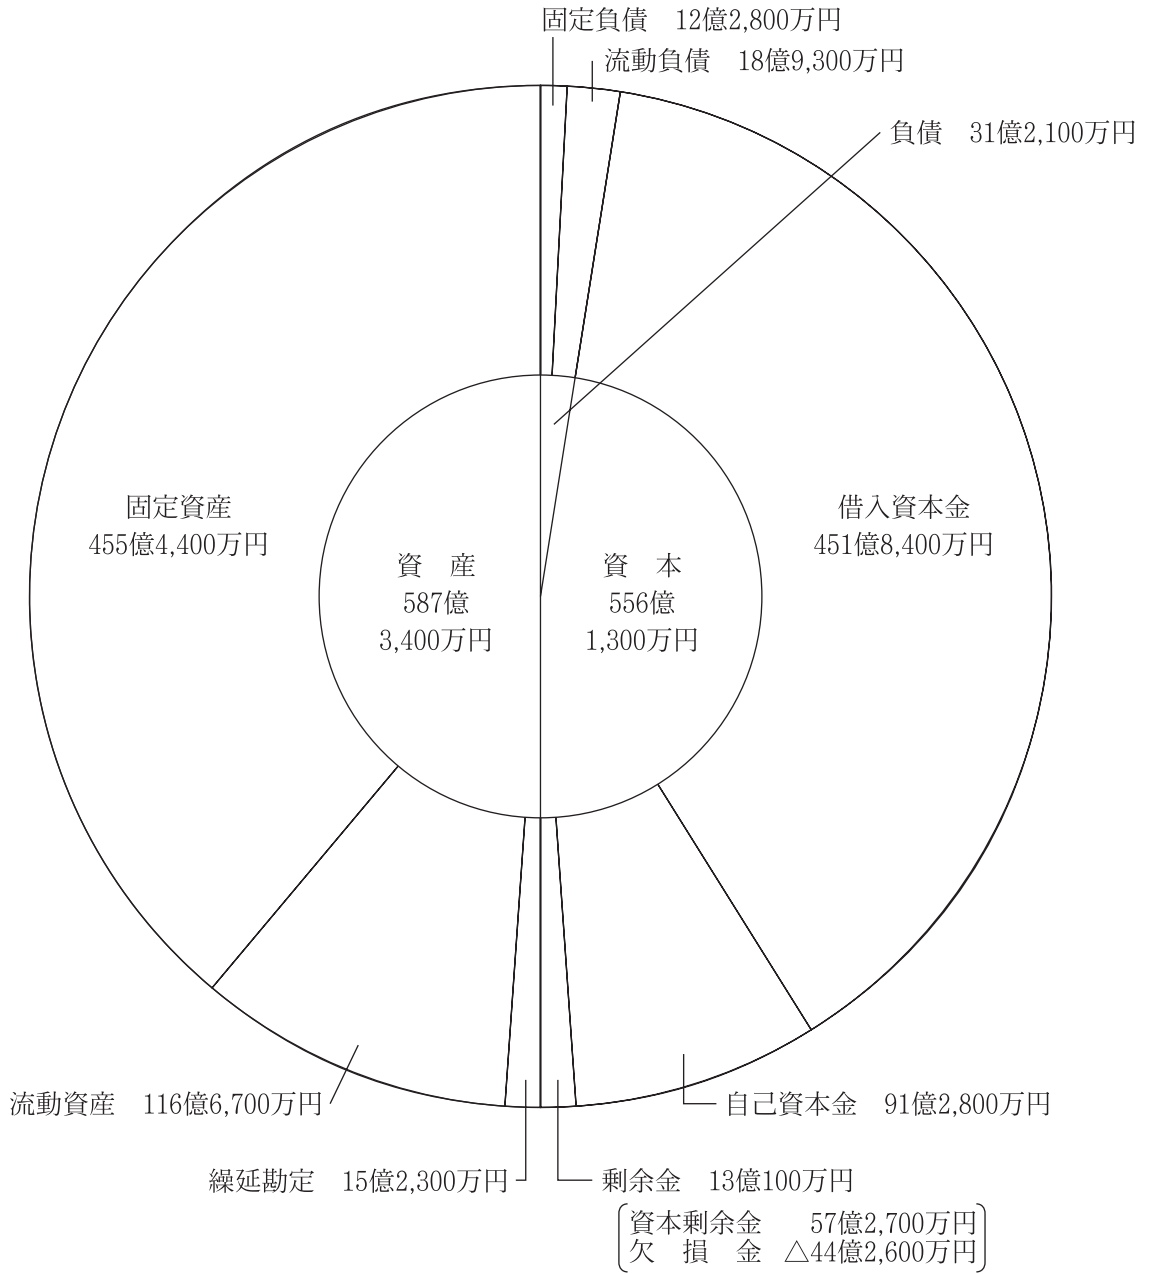 固定負債　12億2,800万円
流動負債　18億9,300万円
負債　31億2,100万円
固定資産
455億4,400万円
借入資本金
451億8,400万円
資　産
587億
3,400万円
資　本
556億
1,300万円
流動資産　116億6,700万円
自己資本金　91億2,800万円
繰延勘定　15億2,300万円
剰余金　13億100万円
資本剰余金　57億2,700万円
欠　損　金　△44億2,600万円